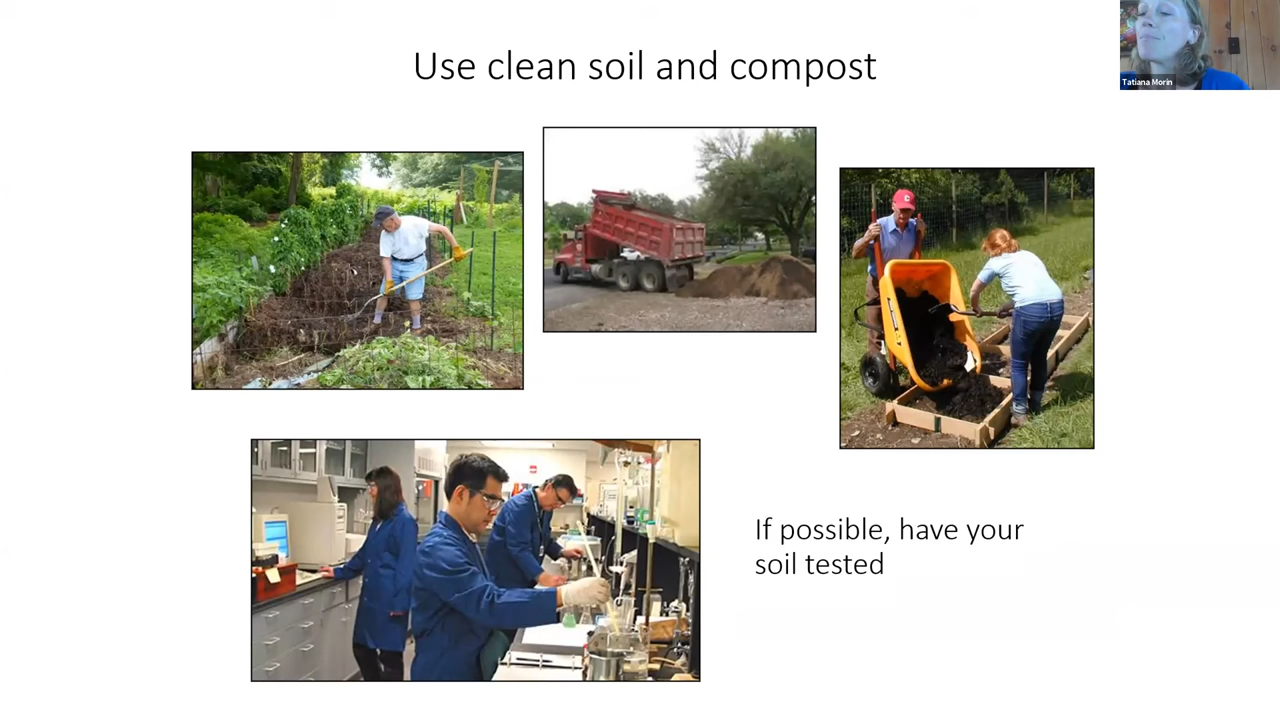 Use clean soil and compost
Tatiana Morin
If possible, have your
soil tested